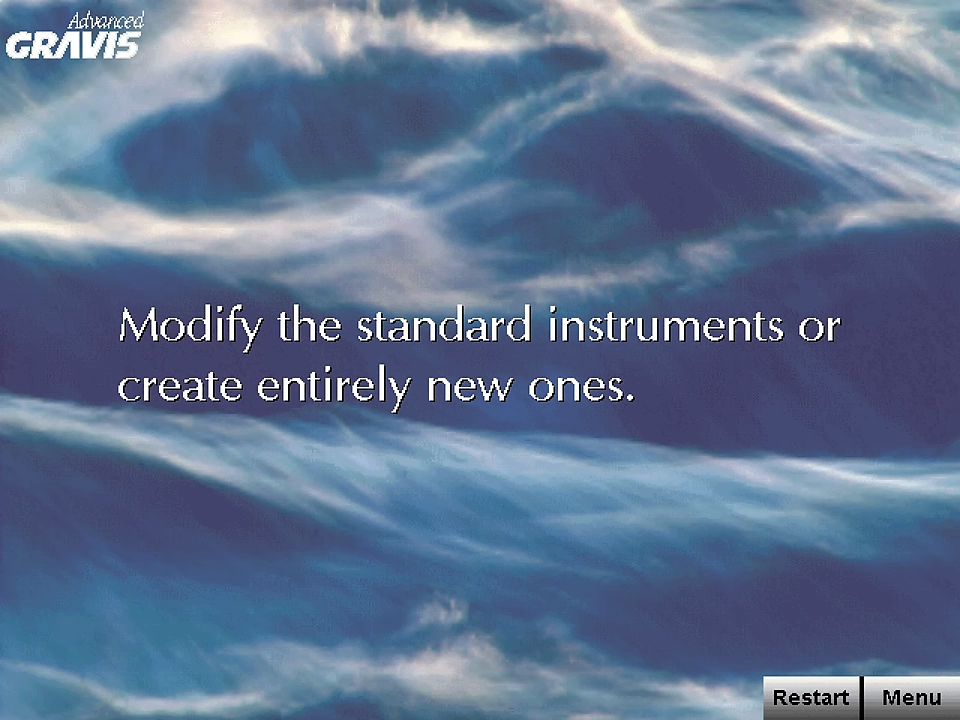 Advanced
GRAVIS
Modify the standard instruments or
create entirely new ones.
Restart Menu